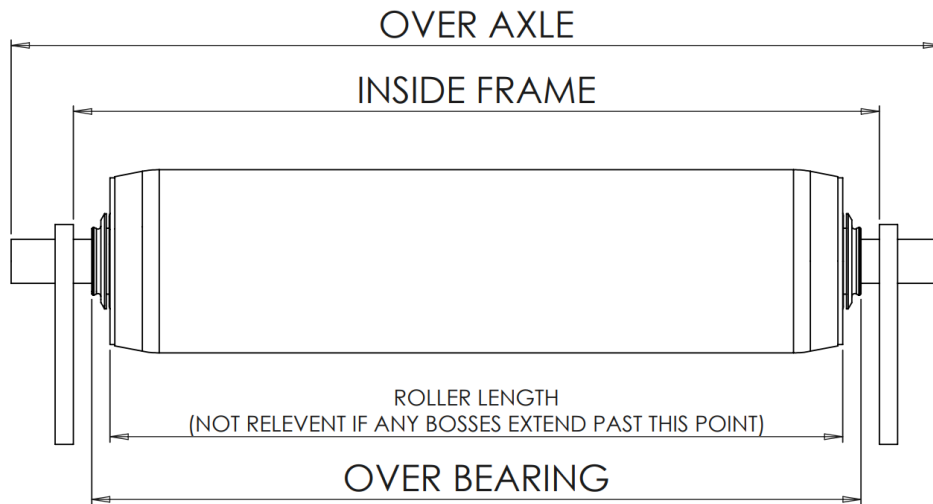 OVER AXLE
INSIDE FRAME
ROLLER LENGTH
(NOT RELEVENT IF ANY BOSSES EXTEND PAST THIS POINT)
OVER BEARING